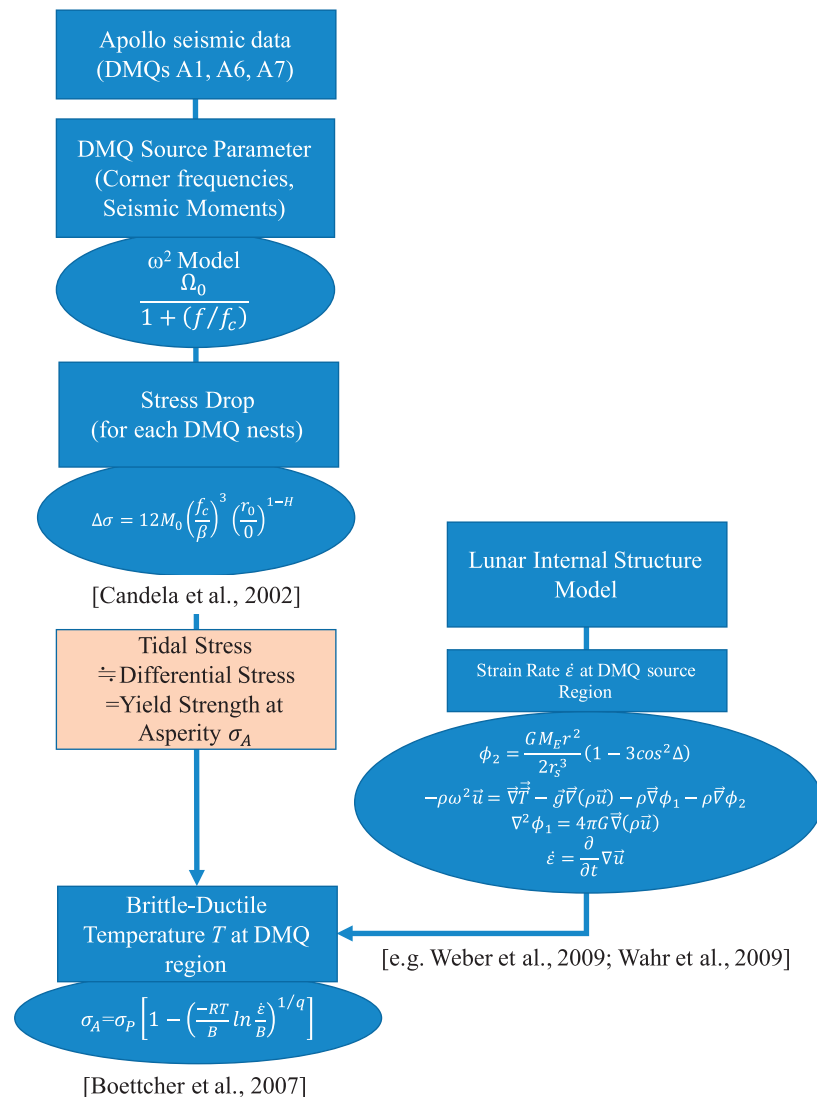 Apollo seismic data
(DMQs A1, A6, A7)
DMQ Source Parameter
(Corner frequencies,
Seismic Moments)
ω² Model
Ω₀
1 + (f/f_c)
Stress Drop
(for each DMQ nests)
Δσ = 12M₀(f_c/β)³(r₀/0)^{1−H}
[Candela et al., 2002]
Tidal Stress
≒Differential Stress
=Yield Strength at
Asperity σ_A
Lunar Internal Structure
Model
Strain Rate ε̇ at DMQ source
Region
ϕ₂ = GM_E r²/2r_s³ (1 − 3cos²Δ)
−ρω²u⃗ = ∇⃗T⃗⃗ − g⃗∇⃗(ρu⃗) − ρ∇⃗ϕ₁ − ρ∇⃗ϕ₂
∇²ϕ₁ = 4πG∇⃗(ρu⃗)
ε̇ = ∂/∂t ∇u⃗
[e.g. Weber et al., 2009; Wahr et al., 2009]
Brittle-Ductile
Temperature T at DMQ
region
σ_A=σ_P [1 − (−RT/B ln ε̇/B)^{1/q}]
[Boettcher et al., 2007]